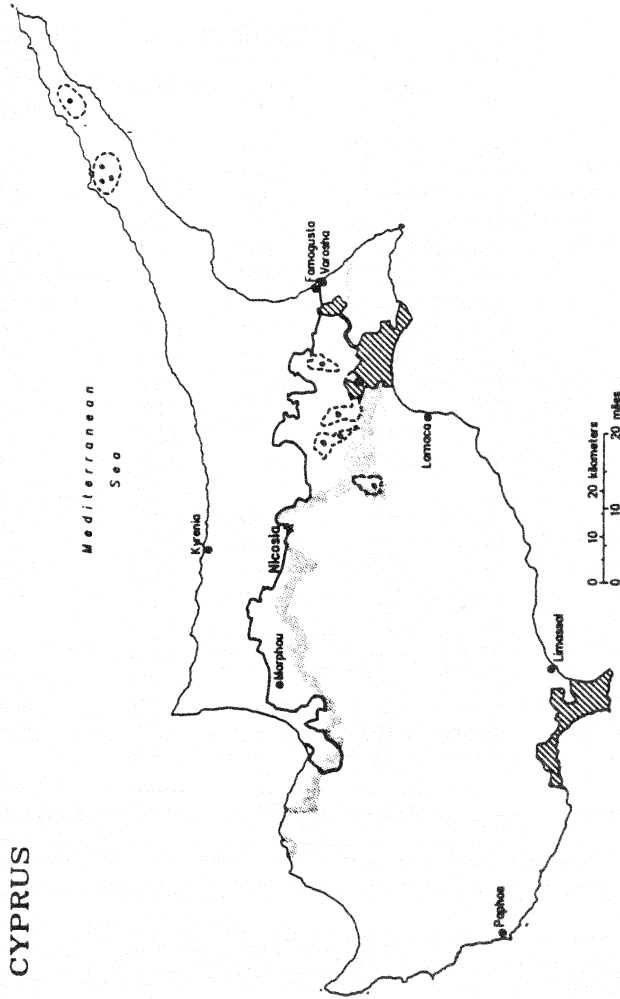 CYPRUS
Mediterranean
Sea
Kyrenia
Nicosia
Morphou
Famagusta
Varosha
Larnaca
Limassol
Paphos
0 10 20 kilometers
0 10 20 miles